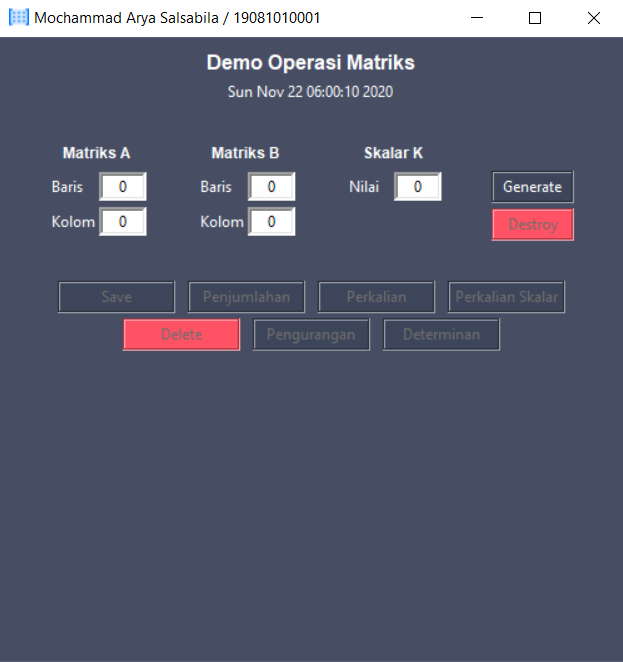 Mochammad Arya Salsabila / 19081010001
Demo Operasi Matriks
Sun Nov 22 06:00:10 2020
Matriks A Matriks B Skalar K
Baris 0 Baris 0 Nilai 0 Generate
Kolom 0 Kolom 0 Destroy
Save Penjumlahan Perkalian Perkalian Skalar
Delete Pengurangan Determinan